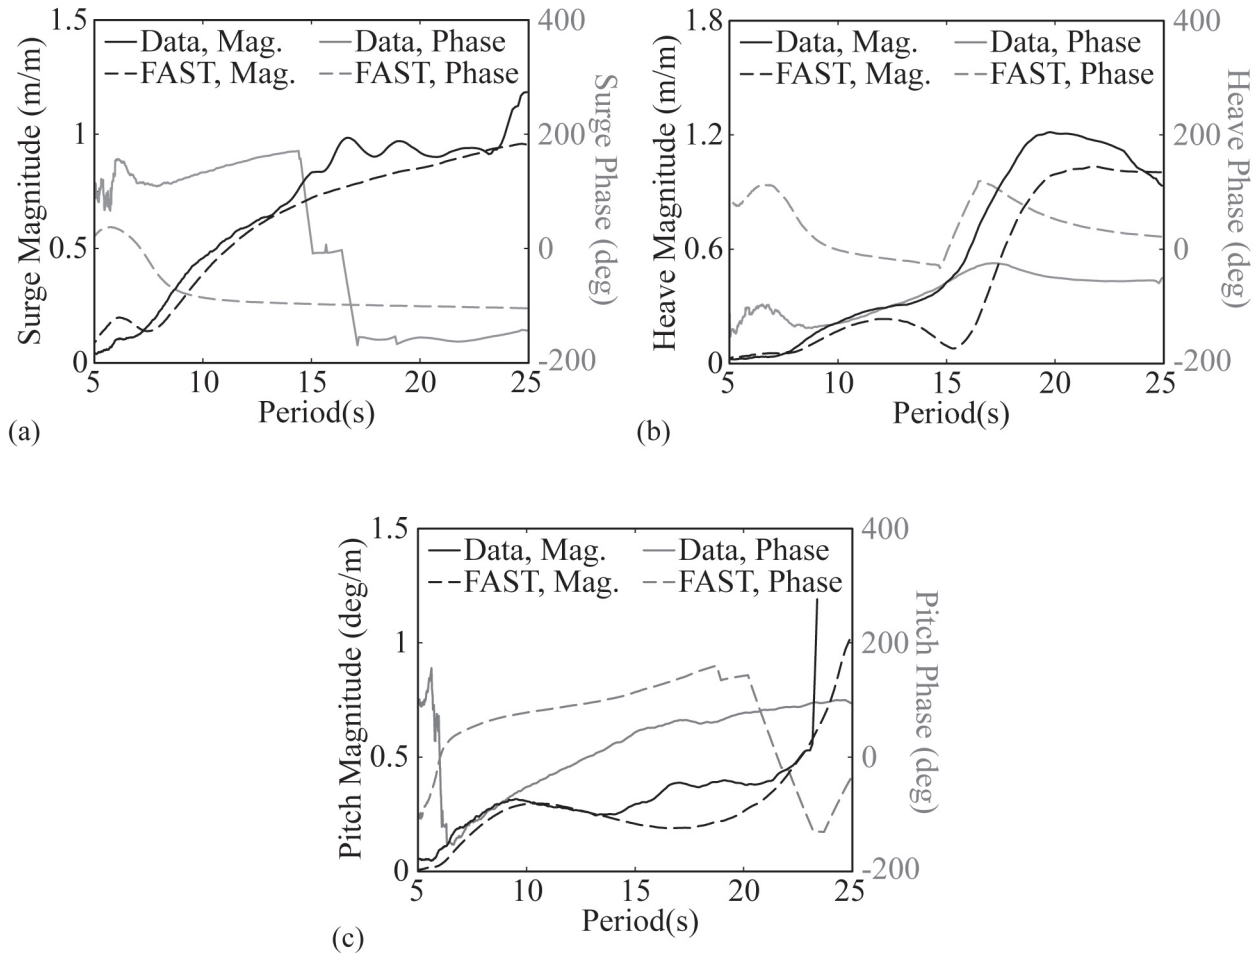 1.5
400
Data, Mag.
Data, Phase
FAST, Mag.
FAST, Phase
Surge Magnitude (m/m)
Surge Phase (deg)
1
200
0.5
0
0
-200
5
10
15
20
25
Period(s)
(a)
1.8
400
Data, Mag.
Data, Phase
FAST, Mag.
FAST, Phase
Heave Magnitude (m/m)
Heave Phase (deg)
1.2
200
0.6
0
0
-200
5
10
15
20
25
Period(s)
(b)
1.5
400
Data, Mag.
Data, Phase
FAST, Mag.
FAST, Phase
Pitch Magnitude (deg/m)
Pitch Phase (deg)
1
200
0.5
0
0
-200
5
10
15
20
25
Period(s)
(c)